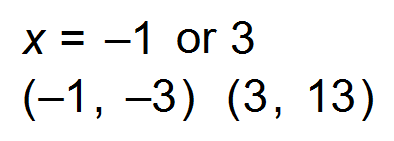 x = –1 or 3
(–1, –3) (3, 13)